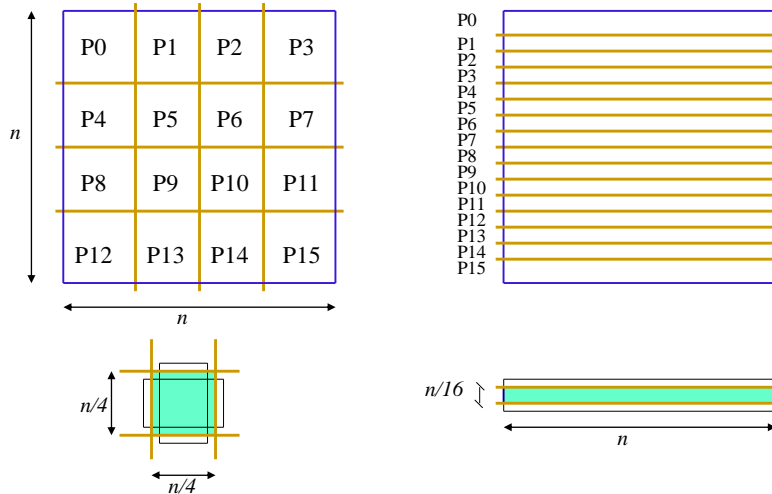 P0 P1 P2 P3
P4 P5 P6 P7
P8 P9 P10 P11
P12 P13 P14 P15
n
n
n/4
n/4
P0
P1
P2
P3
P4
P5
P6
P7
P8
P9
P10
P11
P12
P13
P14
P15
n/16
n